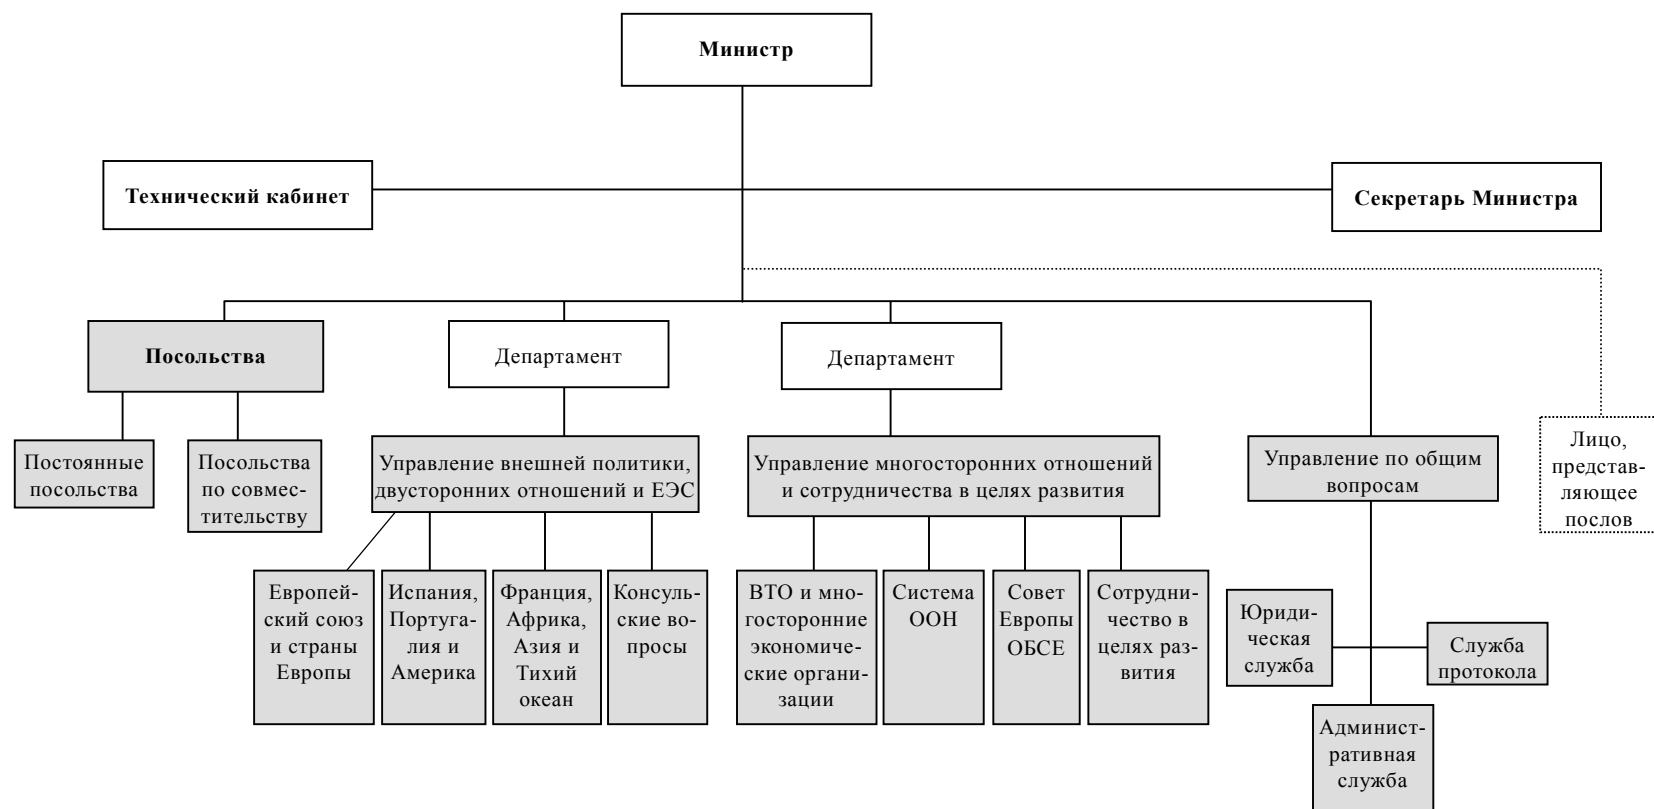 Министр
Технический кабинет
Секретарь Министра
Посольства
Департамент
Департамент
Постоянные
посольства
Посольства
по совмес-
тительству
Управление внешней политики,
двусторонних отношений и ЕЭС
Управление многосторонних отношений
и сотрудничества в целях развития
Управление по общим
вопросам
Лицо,
представ-
ляющее
послов
Европей-
ский союз
и страны
Европы
Испания,
Португа-
лия и
Америка
Франция,
Африка,
Азия и
Тихий
океан
Консуль-
ские во-
просы
ВТО и мно-
госторонние
экономиче-
ские органи-
зации
Система
ООН
Совет
Европы
ОБСЕ
Сотрудни-
чество в
целях раз-
вития
Юриди-
ческая
служба
Служба
протокола
Админист-
ративная
служба